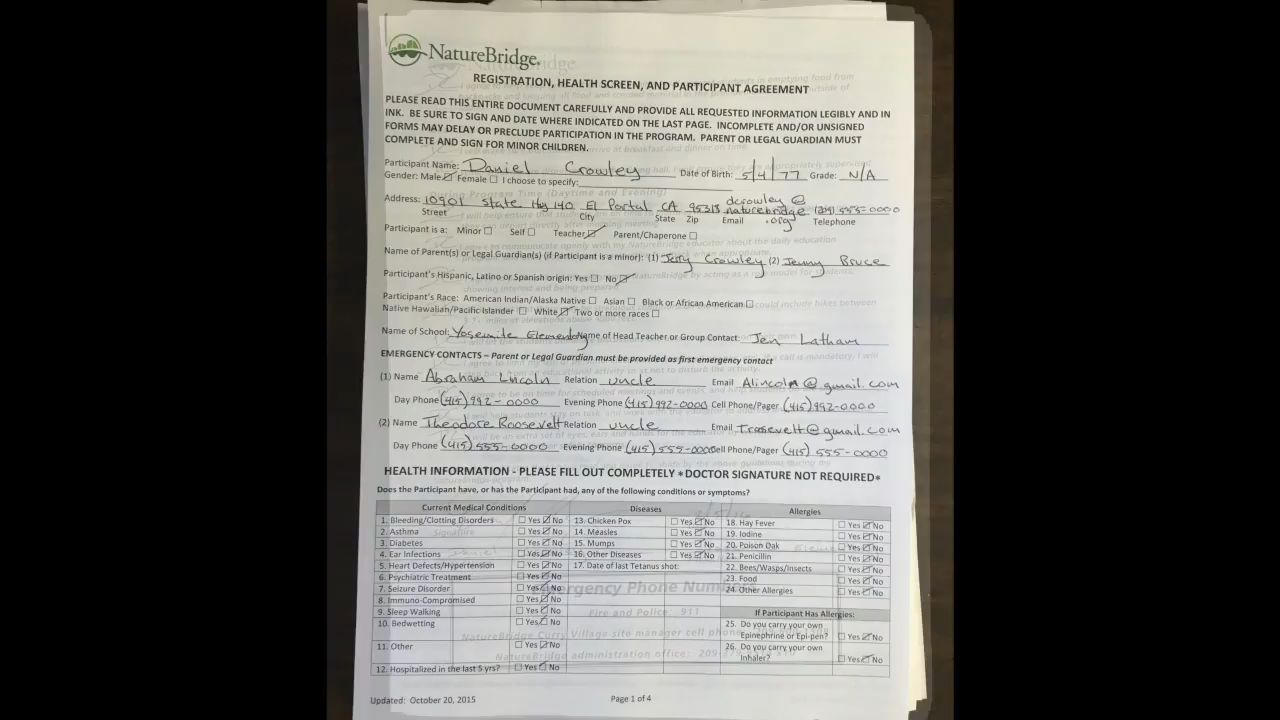 NatureBridge.
REGISTRATION, HEALTH SCREEN, AND PARTICIPANT AGREEMENT
PLEASE READ THIS ENTIRE DOCUMENT CAREFULLY AND PROVIDE ALL REQUESTED INFORMATION LEGIBLY AND IN
INK. BE SURE TO SIGN AND DATE WHERE INDICATED ON THE LAST PAGE. INCOMPLETE AND/OR UNSIGNED
FORMS MAY DELAY OR PRECLUDE PARTICIPATION IN THE PROGRAM. PARENT OR LEGAL GUARDIAN MUST
COMPLETE AND SIGN FOR MINOR CHILDREN.
Participant Name: Daniel Crowley Date of Birth: 5/4/77 Grade: N/A
Gender: Male Female I choose to specify:
dcrowley @
Address: 10901 State Hwy 140 El Portal CA 95318 naturebridge (209) 555-0000
.org
Street City State Zip Email Telephone
Participant is a: Minor Self Teacher Parent/Chaperone
Name of Parent(s) or Legal Guardian(s) (if Participant is a minor): (1) Jerry Crowley (2) Jenny Bruce
Participant's Hispanic, Latino or Spanish origin: Yes No
Participant's Race: American Indian/Alaska Native Asian Black or African American
Native Hawaiian/Pacific Islander White Two or more races
Name of School: Yosemite Elementary Name of Head Teacher or Group Contact: Jen Latham
EMERGENCY CONTACTS – Parent or Legal Guardian must be provided as first emergency contact
(1) Name Abraham Lincoln Relation uncle Email Alincoln@gmail.com
Day Phone (415) 992-0000 Evening Phone (415) 992-0000 Cell Phone/Pager (415) 992-0000
(2) Name Theodore Roosevelt Relation uncle Email Troosevelt@gmail.com
Day Phone (415) 555-0000 Evening Phone (415) 555-0000 Cell Phone/Pager (415) 555-0000
HEALTH INFORMATION - PLEASE FILL OUT COMPLETELY *DOCTOR SIGNATURE NOT REQUIRED*
Does the Participant have, or has the Participant had, any of the following conditions or symptoms?
Current Medical Conditions Diseases Allergies
1. Bleeding/Clotting Disorders Yes No 13. Chicken Pox Yes No 18. Hay Fever Yes No
2. Asthma Yes No 14. Measles Yes No 19. Iodine Yes No
3. Diabetes Yes No 15. Mumps Yes No 20. Poison Oak Yes No
4. Ear Infections Yes No 16. Other Diseases Yes No 21. Penicillin Yes No
5. Heart Defects/Hypertension Yes No 17. Date of last Tetanus shot: 22. Bees/Wasps/Insects Yes No
6. Psychiatric Treatment Yes No 23. Food Yes No
7. Seizure Disorder Yes No 24. Other Allergies Yes No
8. Immuno-Compromised Yes No
9. Sleep Walking Yes No If Participant Has Allergies:
10. Bedwetting Yes No 25. Do you carry your own
Epinephrine or Epi-pen? Yes No
11. Other Yes No 26. Do you carry your own
Inhaler? Yes No
12. Hospitalized in the last 5 yrs? Yes No
Emergency Phone Numbers
Fire and Police: 911
NatureBridge Curry Village site manager cell phone
NatureBridge administration office: 209-
Updated: October 20, 2015 Page 1 of 4